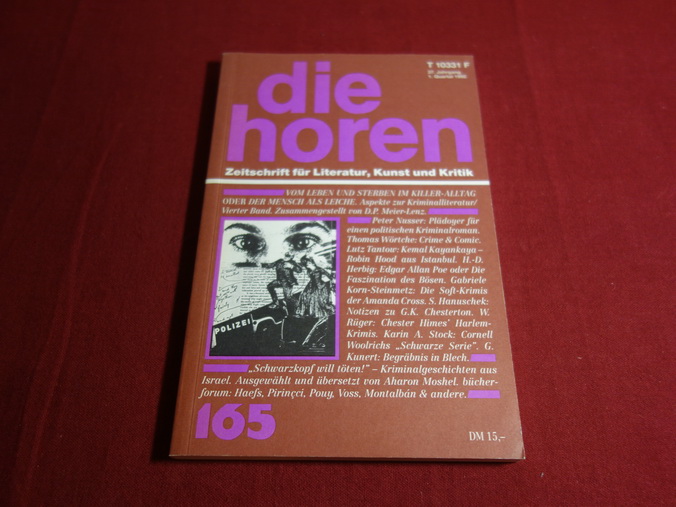 die
horen
T 10331 F
37. Jahrgang
1. Quartal 1992
Zeitschrift für Literatur, Kunst und Kritik
VOM LEBEN UND STERBEN IM KILLER-ALLTAG
ODER DER MENSCH ALS LEICHE. Aspekte zur Kriminalliteratur/
Vierter Band. Zusammengestellt von D.P. Meier-Lenz.
Peter Nusser: Plädoyer für
einen politischen Kriminalroman.
Thomas Wörtche: Crime & Comic.
Lutz Tantow: Kemal Kayankaya –
Robin Hood aus Istanbul. H.-D.
Herbig: Edgar Allan Poe oder Die
Faszination des Bösen. Gabriele
Korn-Steinmetz: Die Soft-Krimis
der Amanda Cross. S. Hanuschek:
Notizen zu G.K. Chesterton. W.
Rüger: Chester Himes' Harlem-
Krimis. Karin A. Stock: Cornell
Woolrichs „Schwarze Serie". G.
Kunert: Begräbnis in Blech.
POLIZEI
„Schwarzkopf will töten!" – Kriminalgeschichten aus
Israel. Ausgewählt und übersetzt von Aharon Moshel. bücher-
forum: Haefs, Pirinçci, Pouy, Voss, Montalbán & andere.
165
DM 15,-